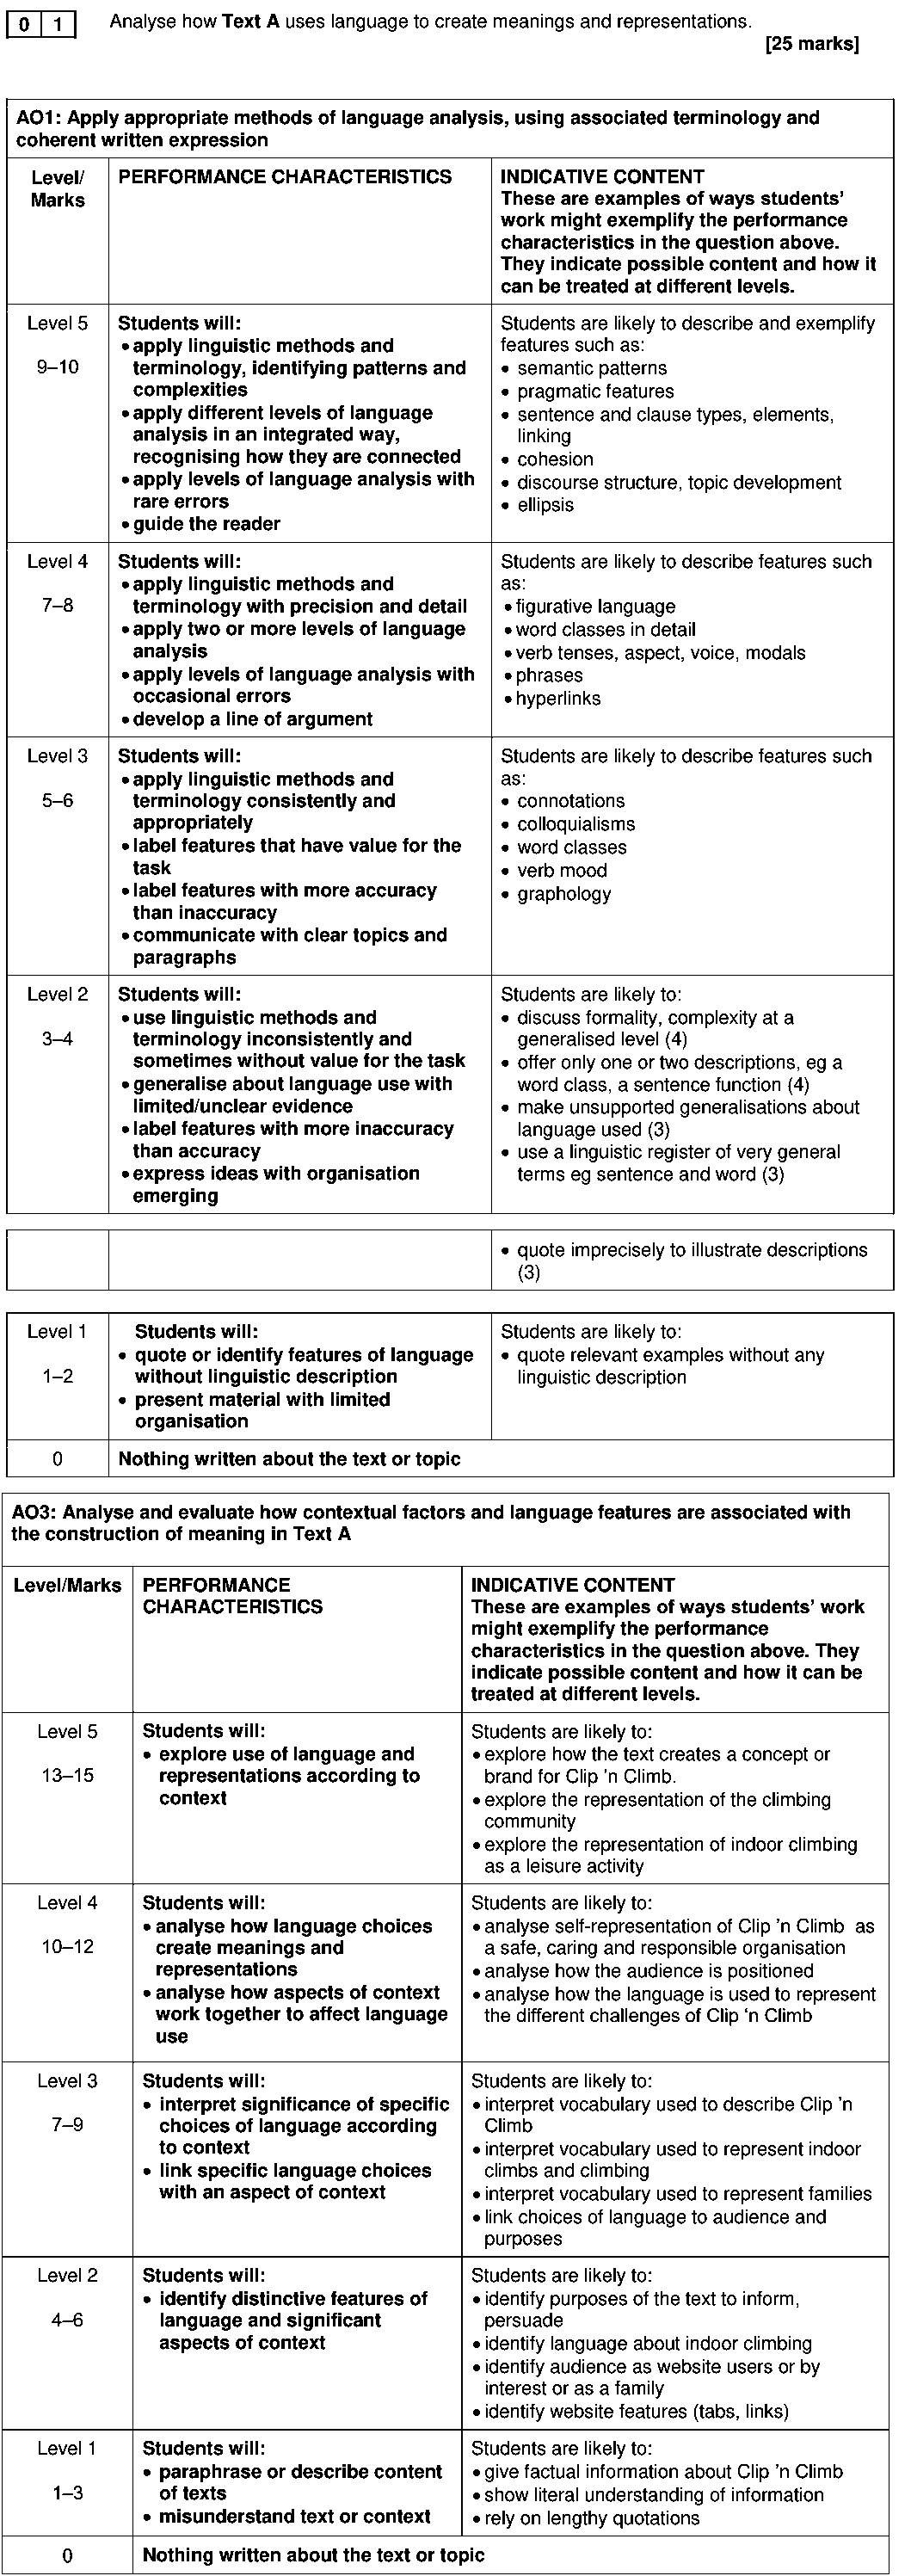 0 1 Analyse how Text A uses language to create meanings and representations.
[25 marks]
AO1: Apply appropriate methods of language analysis, using associated terminology and
coherent written expression
Level/
Marks
PERFORMANCE CHARACTERISTICS
INDICATIVE CONTENT
These are examples of ways students'
work might exemplify the performance
characteristics in the question above.
They indicate possible content and how it
can be treated at different levels.
Level 5
9–10
Students will:
• apply linguistic methods and
terminology, identifying patterns and
complexities
• apply different levels of language
analysis in an integrated way,
recognising how they are connected
• apply levels of language analysis with
rare errors
• guide the reader
Students are likely to describe and exemplify
features such as:
• semantic patterns
• pragmatic features
• sentence and clause types, elements,
linking
• cohesion
• discourse structure, topic development
• ellipsis
Level 4
7–8
Students will:
• apply linguistic methods and
terminology with precision and detail
• apply two or more levels of language
analysis
• apply levels of language analysis with
occasional errors
• develop a line of argument
Students are likely to describe features such
as:
• figurative language
• word classes in detail
• verb tenses, aspect, voice, modals
• phrases
• hyperlinks
Level 3
5–6
Students will:
• apply linguistic methods and
terminology consistently and
appropriately
• label features that have value for the
task
• label features with more accuracy
than inaccuracy
• communicate with clear topics and
paragraphs
Students are likely to describe features such
as:
• connotations
• colloquialisms
• word classes
• verb mood
• graphology
Level 2
3–4
Students will:
• use linguistic methods and
terminology inconsistently and
sometimes without value for the task
• generalise about language use with
limited/unclear evidence
• label features with more inaccuracy
than accuracy
• express ideas with organisation
emerging
Students are likely to:
• discuss formality, complexity at a
generalised level (4)
• offer only one or two descriptions, eg a
word class, a sentence function (4)
• make unsupported generalisations about
language used (3)
• use a linguistic register of very general
terms eg sentence and word (3)
• quote imprecisely to illustrate descriptions
(3)
Level 1
1–2
Students will:
• quote or identify features of language
without linguistic description
• present material with limited
organisation
Students are likely to:
• quote relevant examples without any
linguistic description
0
Nothing written about the text or topic
AO3: Analyse and evaluate how contextual factors and language features are associated with
the construction of meaning in Text A
Level/Marks
PERFORMANCE
CHARACTERISTICS
INDICATIVE CONTENT
These are examples of ways students' work
might exemplify the performance
characteristics in the question above. They
indicate possible content and how it can be
treated at different levels.
Level 5
13–15
Students will:
• explore use of language and
representations according to
context
Students are likely to:
• explore how the text creates a concept or
brand for Clip 'n Climb.
• explore the representation of the climbing
community
• explore the representation of indoor climbing
as a leisure activity
Level 4
10–12
Students will:
• analyse how language choices
create meanings and
representations
• analyse how aspects of context
work together to affect language
use
Students are likely to:
• analyse self-representation of Clip 'n Climb as
a safe, caring and responsible organisation
• analyse how the audience is positioned
• analyse how the language is used to represent
the different challenges of Clip 'n Climb
Level 3
7–9
Students will:
• interpret significance of specific
choices of language according
to context
• link specific language choices
with an aspect of context
Students are likely to:
• interpret vocabulary used to describe Clip 'n
Climb
• interpret vocabulary used to represent indoor
climbs and climbing
• interpret vocabulary used to represent families
• link choices of language to audience and
purposes
Level 2
4–6
Students will:
• identify distinctive features of
language and significant
aspects of context
Students are likely to:
• identify purposes of the text to inform,
persuade
• identify language about indoor climbing
• identify audience as website users or by
interest or as a family
• identify website features (tabs, links)
Level 1
1–3
Students will:
• paraphrase or describe content
of texts
• misunderstand text or context
Students are likely to:
• give factual information about Clip 'n Climb
• show literal understanding of information
• rely on lengthy quotations
0
Nothing written about the text or topic